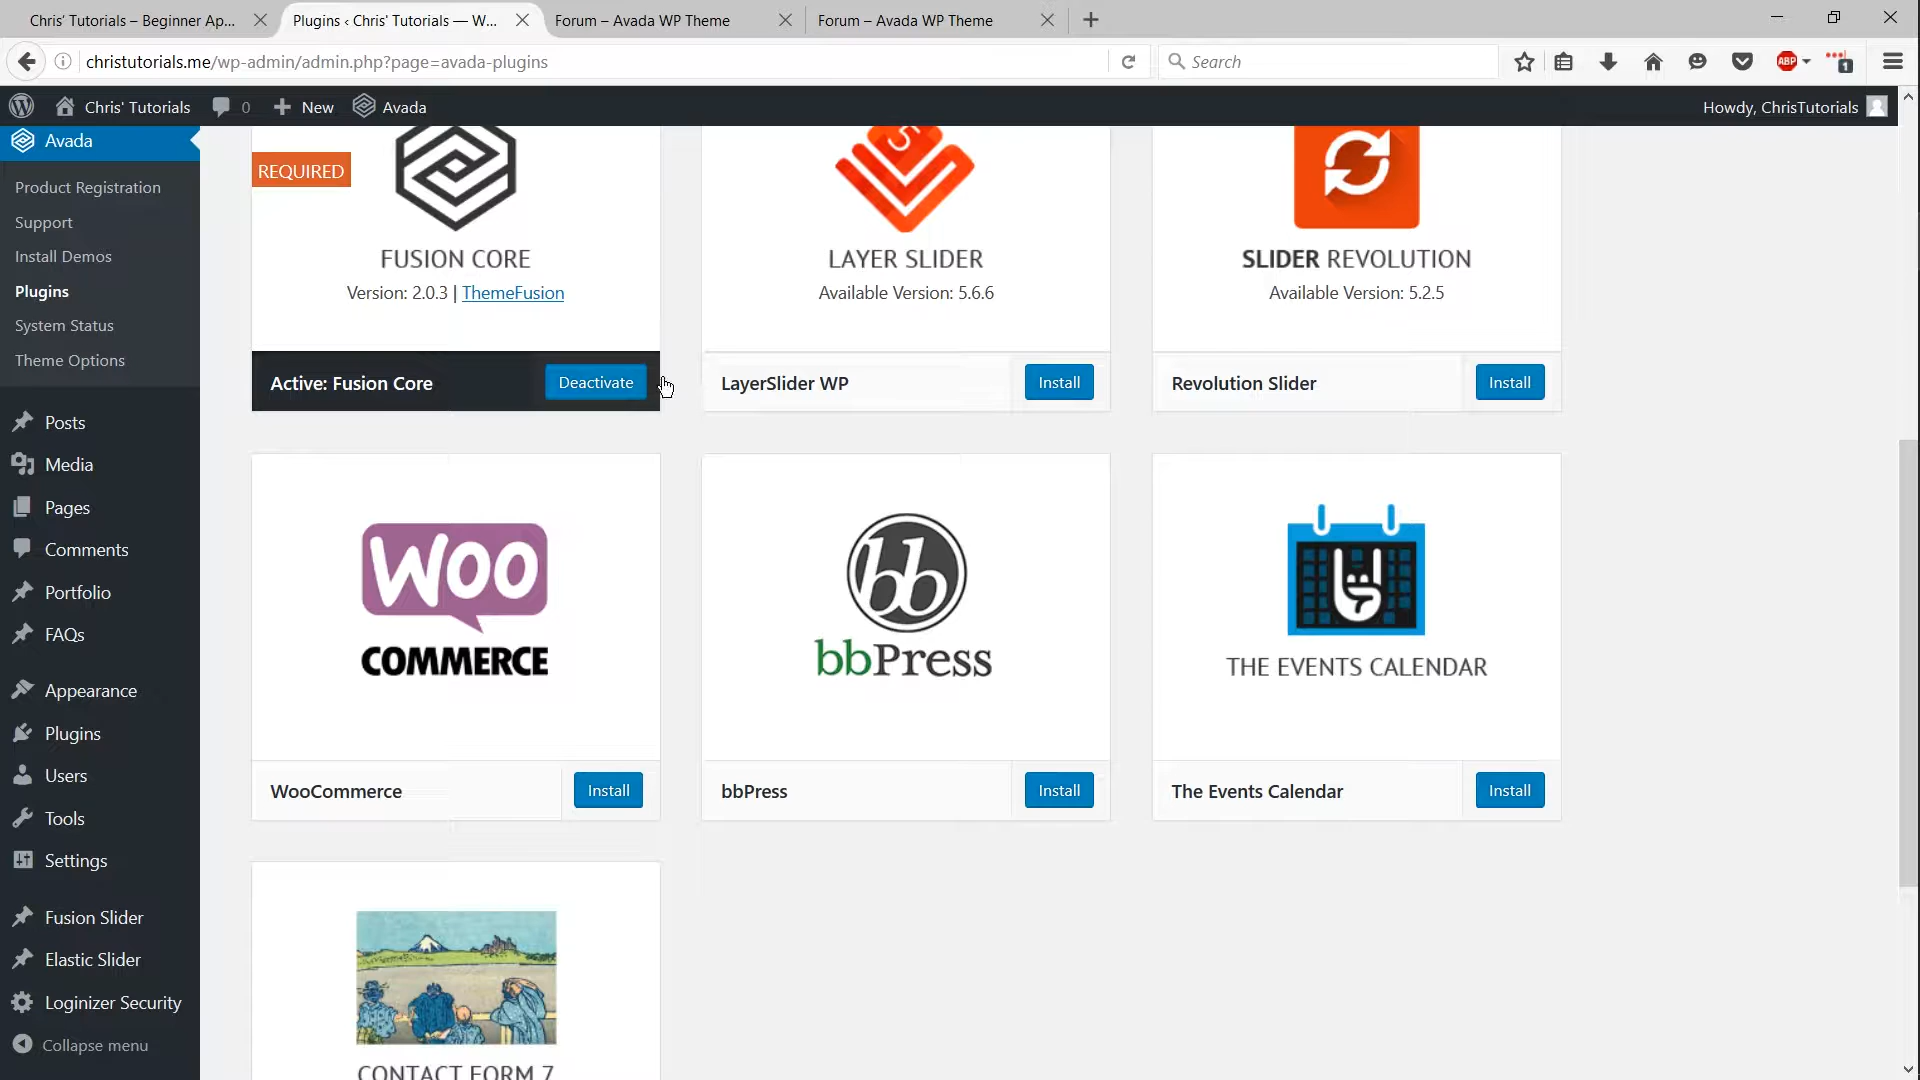 Chris' Tutorials – Beginner Ap...
Plugins ‹ Chris' Tutorials — W...
Forum – Avada WP Theme
Forum – Avada WP Theme
christutorials.me/wp-admin/admin.php?page=avada-plugins
Search
ABP
1
Chris' Tutorials
0
New
Avada
Howdy, ChrisTutorials
Avada
Product Registration
Support
Install Demos
Plugins
System Status
Theme Options
Posts
Media
Pages
Comments
Portfolio
FAQs
Appearance
Plugins
Users
Tools
Settings
Fusion Slider
Elastic Slider
Loginizer Security
Collapse menu
REQUIRED
FUSION CORE
Version: 2.0.3 | ThemeFusion
Active: Fusion Core
Deactivate
5
LAYER SLIDER
Available Version: 5.6.6
LayerSlider WP
Install
SLIDER REVOLUTION
Available Version: 5.2.5
Revolution Slider
Install
WOO
COMMERCE
WooCommerce
Install
bb
bbPress
bbPress
Install
THE EVENTS CALENDAR
The Events Calendar
Install
CONTACT FORM 7